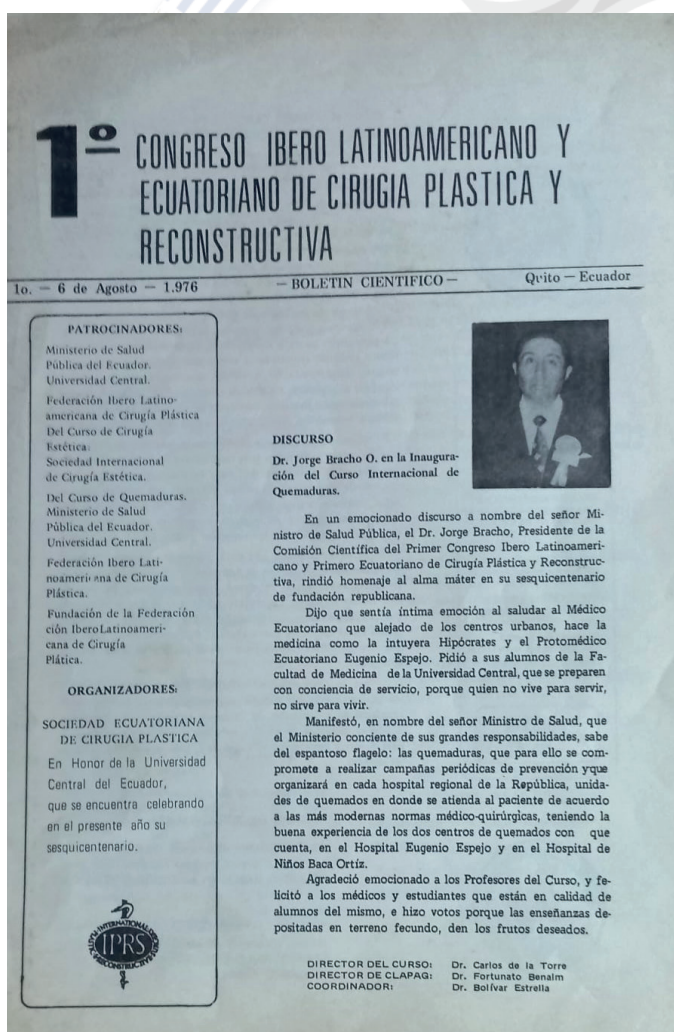 1º CONGRESO IBERO LATINOAMERICANO Y
ECUATORIANO DE CIRUGIA PLASTICA Y
RECONSTRUCTIVA
1o. — 6 de Agosto — 1.976
— BOLETIN CIENTIFICO —
Quito — Ecuador
PATROCINADORES:
Ministerio de Salud
Pública del Ecuador.
Universidad Central.
Federación Ibero Latino-
americana de Cirugía Plástica
Del Curso de Cirugía
Estética.
Sociedad Internacional
de Cirugía Estética.
Del Curso de Quemaduras.
Ministerio de Salud
Pública del Ecuador.
Universidad Central.
Federación Ibero Lati-
noamericana de Cirugía
Plástica.
Fundación de la Federación
ción IberoLatinoameri-
cana de Cirugía
Plática.
ORGANIZADORES:
SOCIEDAD ECUATORIANA
DE CIRUGIA PLASTICA
En Honor de la Universidad
Central del Ecuador,
que se encuentra celebrando
en el presente año su
sesquicentenario.
IPRS
DISCURSO
Dr. Jorge Bracho O. en la Inaugura-
ción del Curso Internacional de
Quemaduras.
En un emocionado discurso a nombre del señor Mi-
nistro de Salud Pública, el Dr. Jorge Bracho, Presidente de la
Comisión Científica del Primer Congreso Ibero Latinoameri-
cano y Primero Ecuatoriano de Cirugía Plástica y Reconstruc-
tiva, rindió homenaje al alma máter en su sesquicentenario
de fundación republicana.
Dijo que sentía íntima emoción al saludar al Médico
Ecuatoriano que alejado de los centros urbanos, hace la
medicina como la intuyera Hipócrates y el Protomédico
Ecuatoriano Eugenio Espejo. Pidió a sus alumnos de la Fa-
cultad de Medicina de la Universidad Central, que se preparen
con conciencia de servicio, porque quien no vive para servir,
no sirve para vivir.
Manifestó, en nombre del señor Ministro de Salud, que
el Ministerio conciente de sus grandes responsabilidades, sabe
del espantoso flagelo: las quemaduras, que para ello se com-
promete a realizar campañas periódicas de prevención yque
organizará en cada hospital regional de la República, unida-
des de quemados en donde se atienda al paciente de acuerdo
a las más modernas normas médico-quirúrgicas, teniendo la
buena experiencia de los dos centros de quemados con que
cuenta, en el Hospital Eugenio Espejo y en el Hospital de
Niños Baca Ortíz.
Agradeció emocionado a los Profesores del Curso, y fe-
licitó a los médicos y estudiantes que están en calidad de
alumnos del mismo, e hizo votos porque las enseñanzas de-
positadas en terreno fecundo, den los frutos deseados.
DIRECTOR DEL CURSO: Dr. Carlos de la Torre
DIRECTOR DE CLAPAG: Dr. Fortunato Benaim
COORDINADOR: Dr. Bolívar Estrella